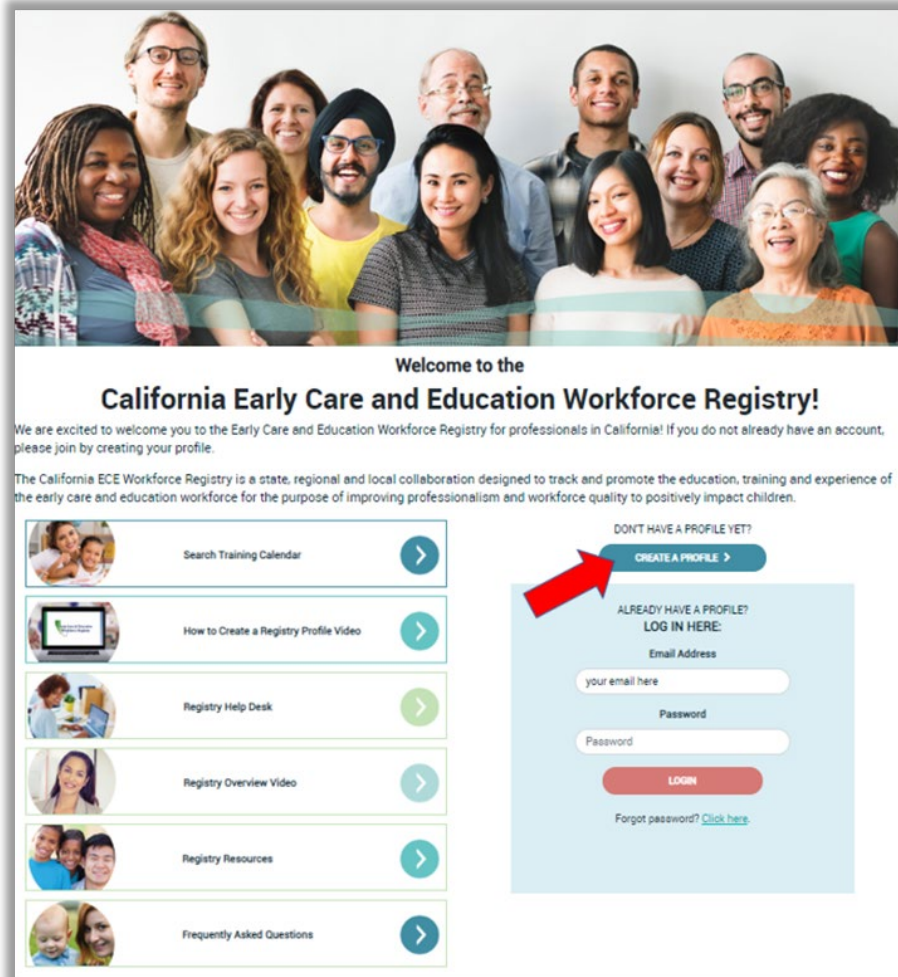 Welcome to the
California Early Care and Education Workforce Registry!
We are excited to welcome you to the Early Care and Education Workforce Registry for professionals in California! If you do not already have an account,
please join by creating your profile.
The California ECE Workforce Registry is a state, regional and local collaboration designed to track and promote the education, training and experience of
the early care and education workforce for the purpose of improving professionalism and workforce quality to positively impact children.
Search Training Calendar
How to Create a Registry Profile Video
Registry Help Desk
Registry Overview Video
Registry Resources
Frequently Asked Questions
DON'T HAVE A PROFILE YET?
CREATE A PROFILE >
ALREADY HAVE A PROFILE?
LOG IN HERE:
Email Address
your email here
Password
Password
LOGIN
Forgot password? Click here.